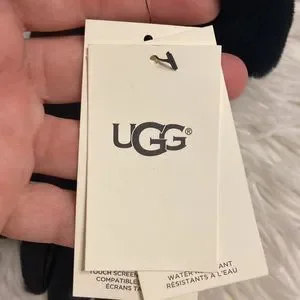 UGG®
TOUCH SCREEN
COMPATIBLE
ÉCRANS
WATER
RÉSISTANTS À L'EAU